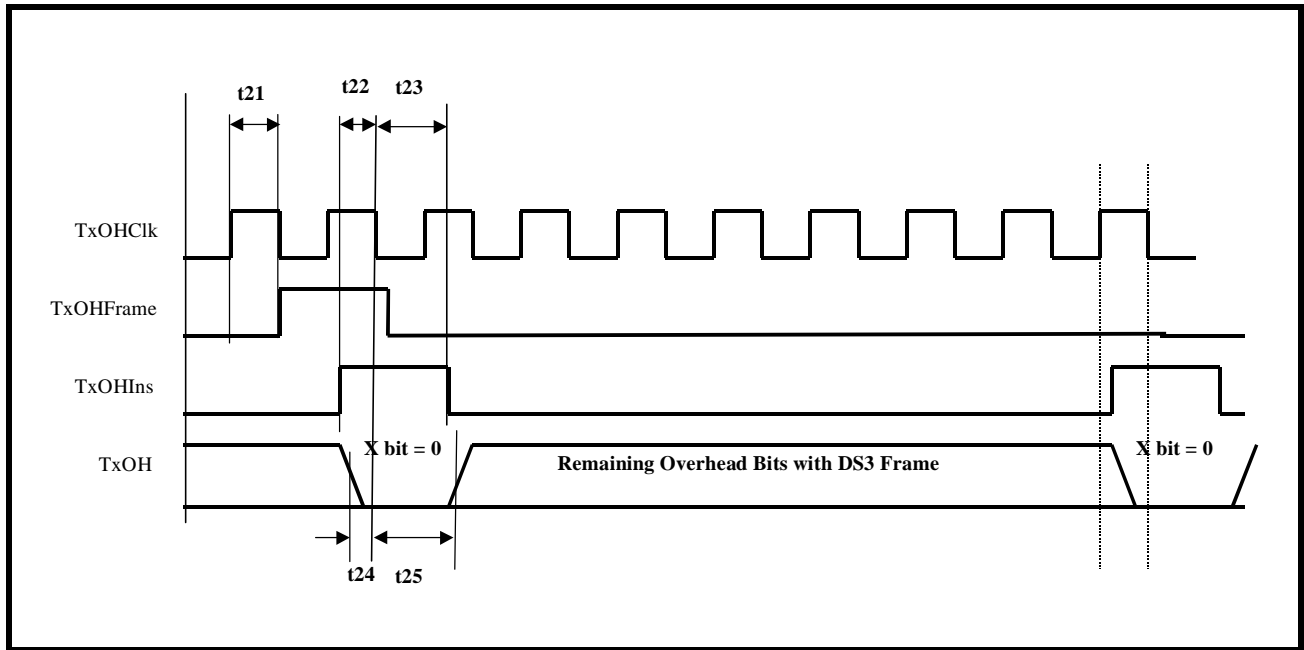 t21
t22
t23
TxOHClk
TxOHFrame
TxOHIns
TxOH
X bit = 0
Remaining Overhead Bits with DS3 Frame
X bit = 0
t24
t25